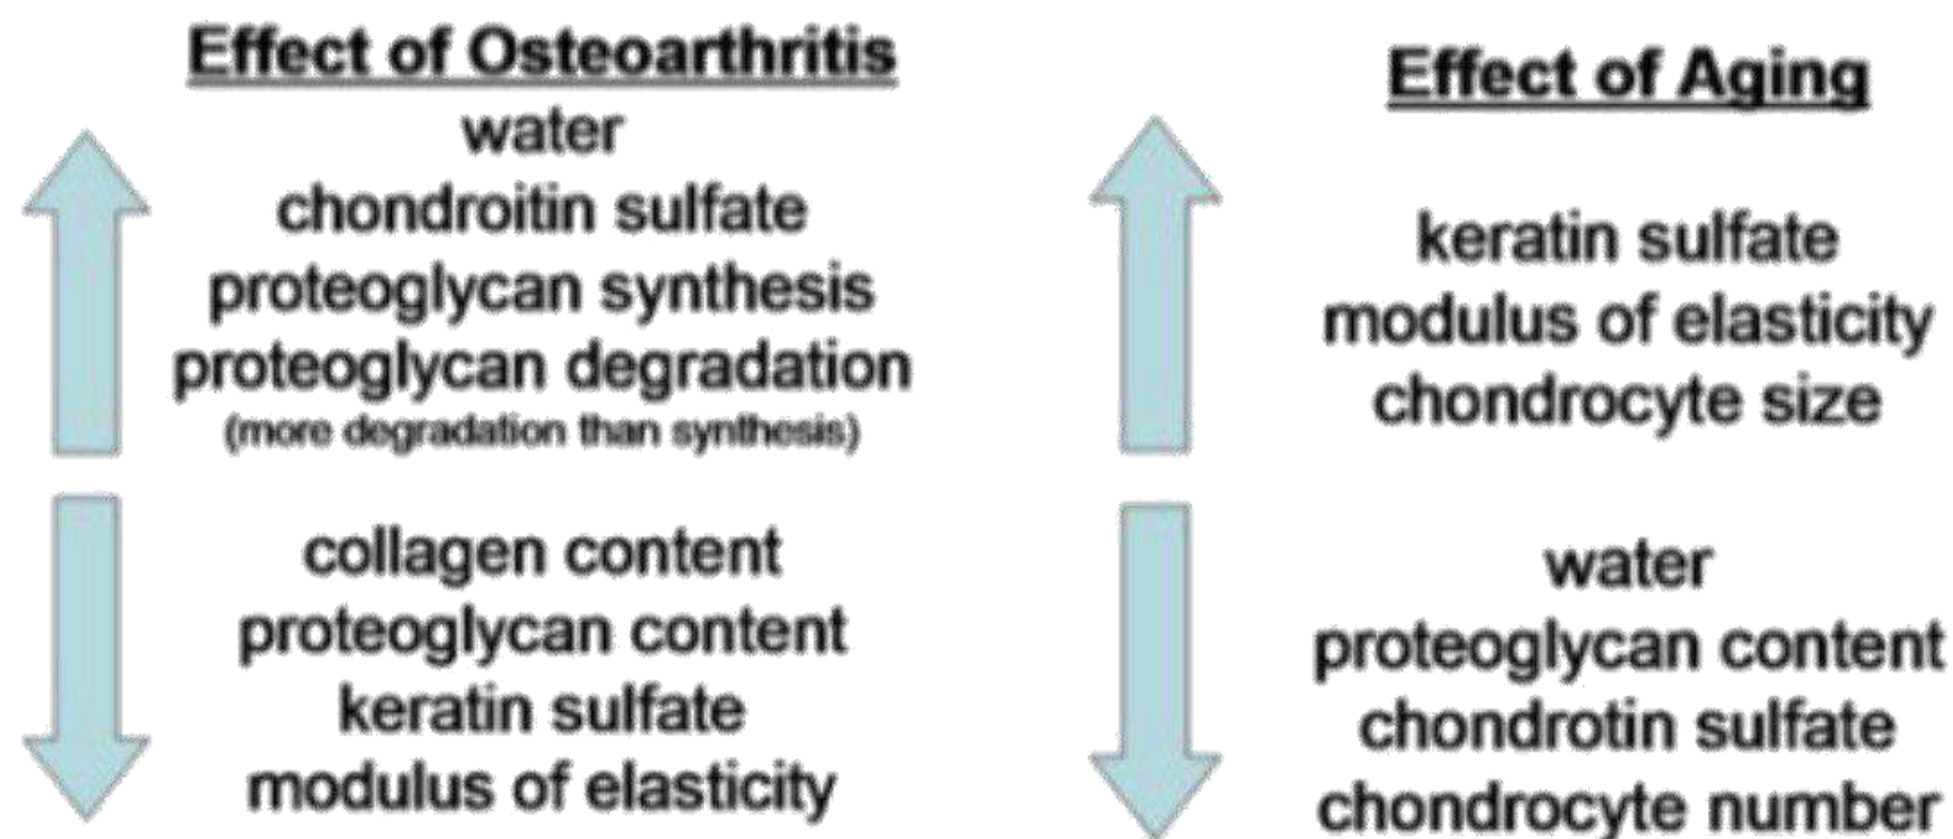 Effect of Osteoarthritis
water
chondroitin sulfate
proteoglycan synthesis
proteoglycan degradation
(more degradation than synthesis)
collagen content
proteoglycan content
keratin sulfate
modulus of elasticity
Effect of Aging
keratin sulfate
modulus of elasticity
chondrocyte size
water
proteoglycan content
chondrotin sulfate
chondrocyte number